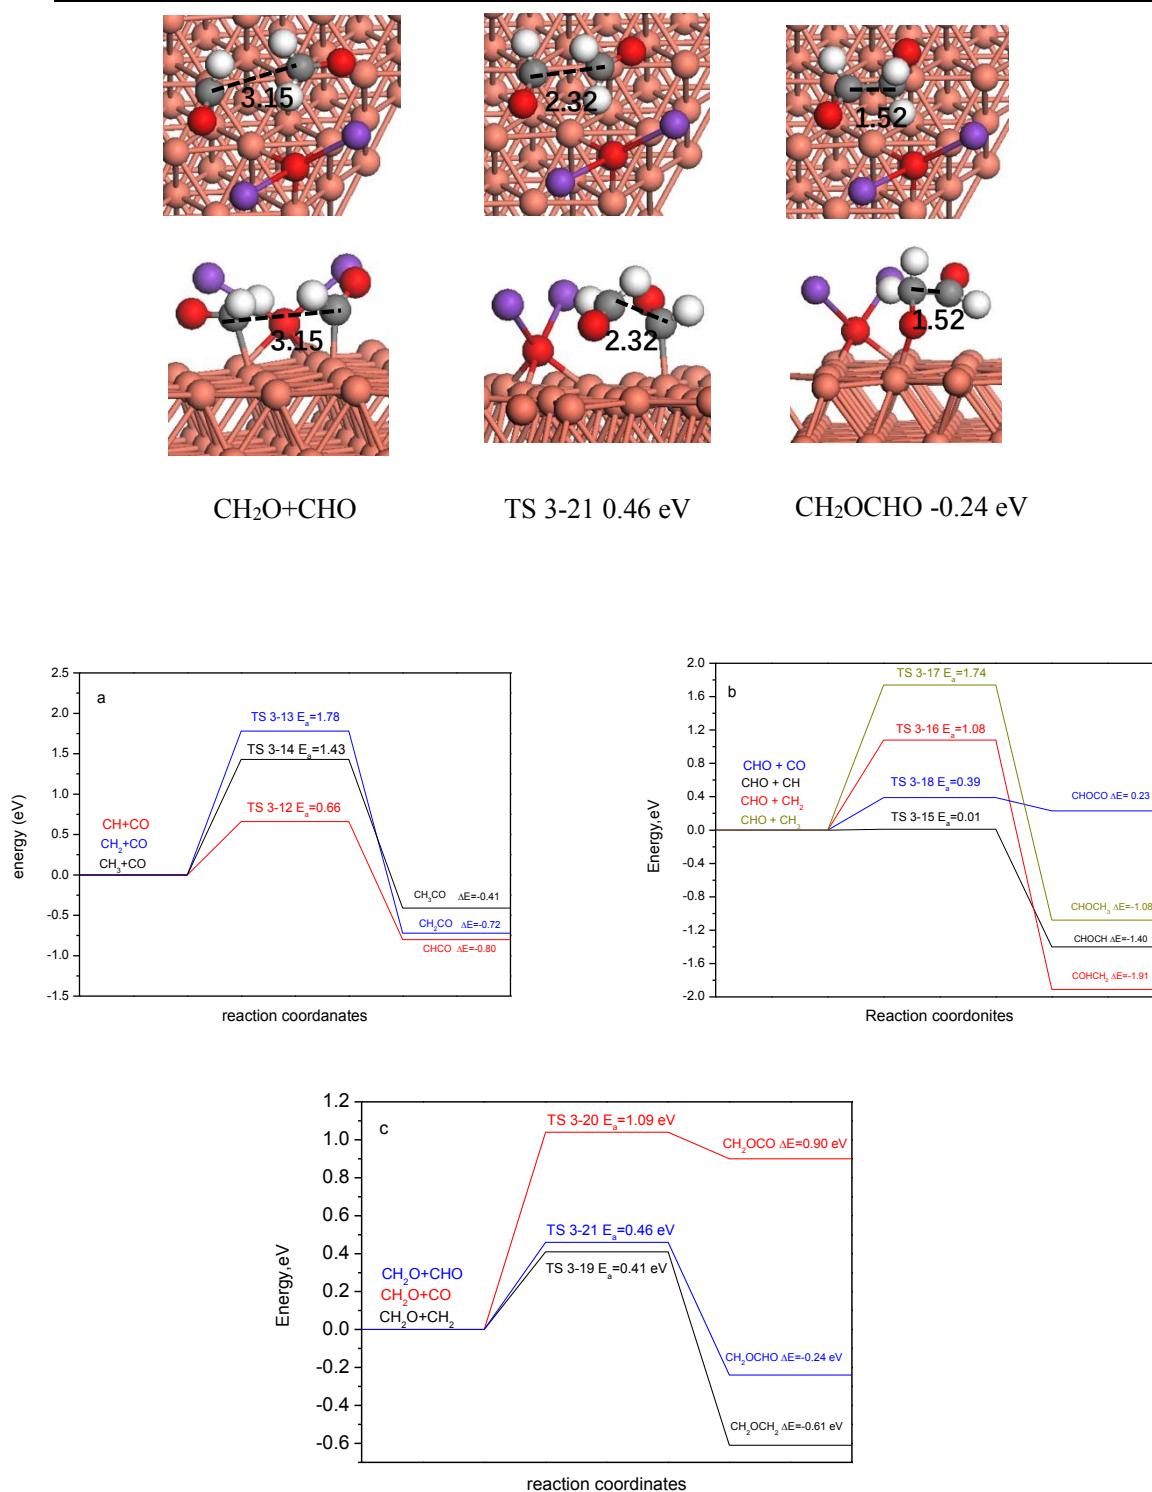 3.15
2.32
1.52
3.15
2.32
1.52
CH₂O+CHO
TS 3-21 0.46 eV
CH₂OCHO -0.24 eV
a
2.5
2.0
1.5
1.0
0.5
0.0
-0.5
-1.0
-1.5
energy (eV)
TS 3-13 Eₐ=1.78
TS 3-14 Eₐ=1.43
TS 3-12 Eₐ=0.66
CH+CO
CH₂+CO
CH₃+CO
CH₃CO ΔE=-0.41
CH₂CO ΔE=-0.72
CHCO ΔE=-0.80
reaction coordanates
b
2.0
1.6
1.2
0.8
0.4
0.0
-0.4
-0.8
-1.2
-1.6
-2.0
Energy,eV
TS 3-17 Eₐ=1.74
TS 3-16 Eₐ=1.08
TS 3-18 Eₐ=0.39
TS 3-15 Eₐ=0.01
CHO + CO
CHO + CH
CHO + CH₂
CHO + CH₃
CHOCO ΔE= 0.23
CHOCH₃ ΔE=-1.08
CHOCH ΔE=-1.40
COHCH₂ ΔE=-1.91
Reaction coordonites
c
1.2
1.0
0.8
0.6
0.4
0.2
0.0
-0.2
-0.4
-0.6
Energy,eV
TS 3-20 Eₐ=1.09 eV
CH₂OCO ΔE=0.90 eV
TS 3-21 Eₐ=0.46 eV
TS 3-19 Eₐ=0.41 eV
CH₂O+CHO
CH₂O+CO
CH₂O+CH₂
CH₂OCHO ΔE=-0.24 eV
CH₂OCH₂ ΔE=-0.61 eV
reaction coordinates